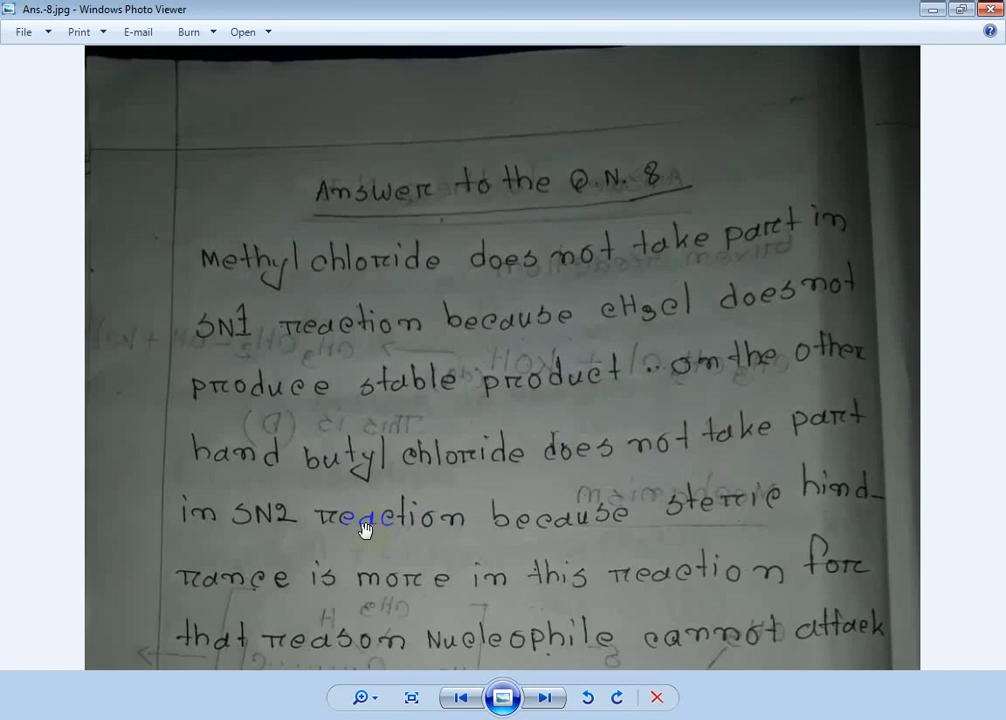 Ans.-8.jpg - Windows Photo Viewer
File Print E-mail Burn Open
Answer to the Q.N. 8
Methyl chloride does not take part in
SN1 reaction because CH3Cl does not
produce stable product. on the other
hand butyl chloride does not take part
in SN2 reaction because sterric hind-
rance is more in this reaction for
that reason Nucleophile cannot attack